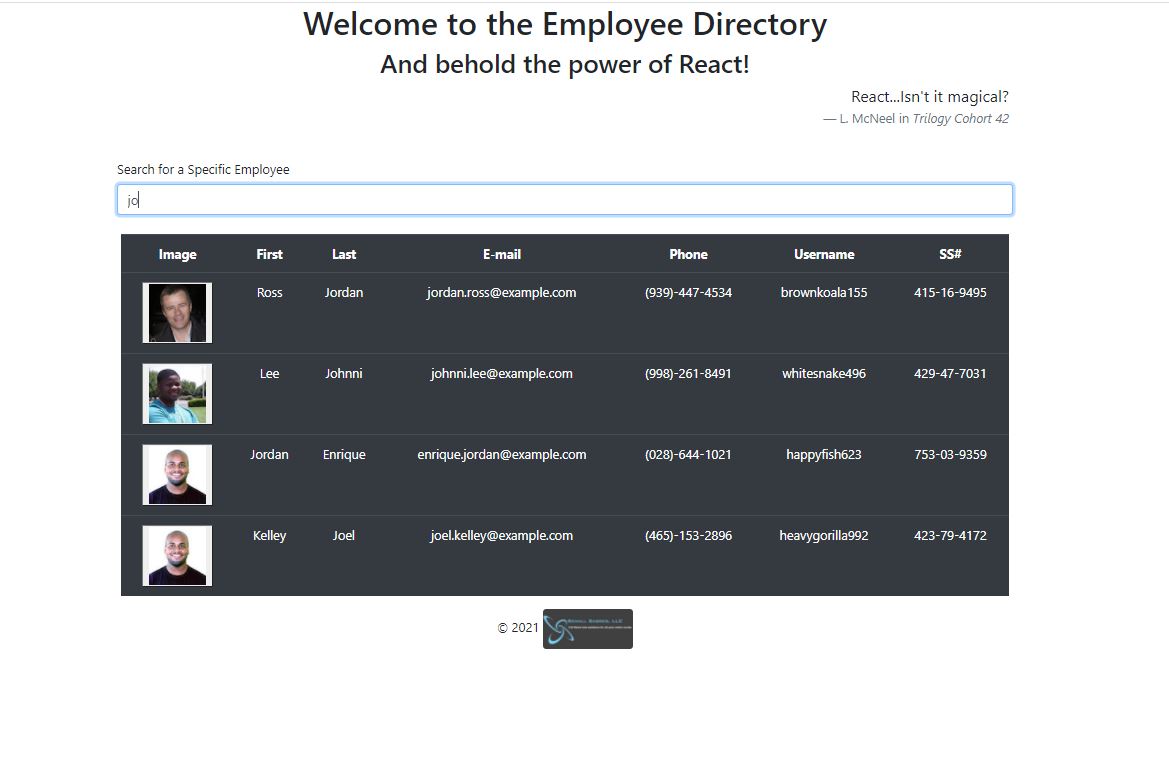 Welcome to the Employee Directory
And behold the power of React!
React...Isn't it magical?
— L. McNeel in Trilogy Cohort 42
Search for a Specific Employee
jo
Image First Last E-mail Phone Username SS#
Ross Jordan jordan.ross@example.com (939)-447-4534 brownkoala155 415-16-9495
Lee Johnni johnni.lee@example.com (998)-261-8491 whitesnake496 429-47-7031
Jordan Enrique enrique.jordan@example.com (028)-644-1021 happyfish623 753-03-9359
Kelley Joel joel.kelley@example.com (465)-153-2896 heavygorilla992 423-79-4172
© 2021